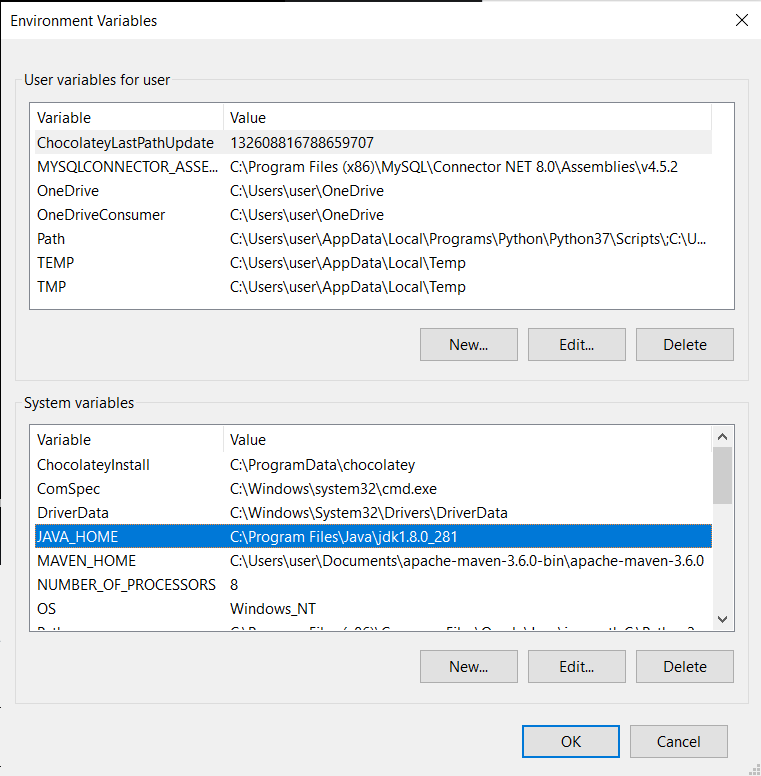 Environment Variables
User variables for user
Variable Value
ChocolateyLastPathUpdate 132608816788659707
MYSQLCONNECTOR_ASSE... C:\Program Files (x86)\MySQL\Connector NET 8.0\Assemblies\v4.5.2
OneDrive C:\Users\user\OneDrive
OneDriveConsumer C:\Users\user\OneDrive
Path C:\Users\user\AppData\Local\Programs\Python\Python37\Scripts\;C:\U...
TEMP C:\Users\user\AppData\Local\Temp
TMP C:\Users\user\AppData\Local\Temp
New... Edit... Delete
System variables
Variable Value
ChocolateyInstall C:\ProgramData\chocolatey
ComSpec C:\Windows\system32\cmd.exe
DriverData C:\Windows\System32\Drivers\DriverData
JAVA_HOME C:\Program Files\Java\jdk1.8.0_281
MAVEN_HOME C:\Users\user\Documents\apache-maven-3.6.0-bin\apache-maven-3.6.0
NUMBER_OF_PROCESSORS 8
OS Windows_NT
New... Edit... Delete
OK Cancel